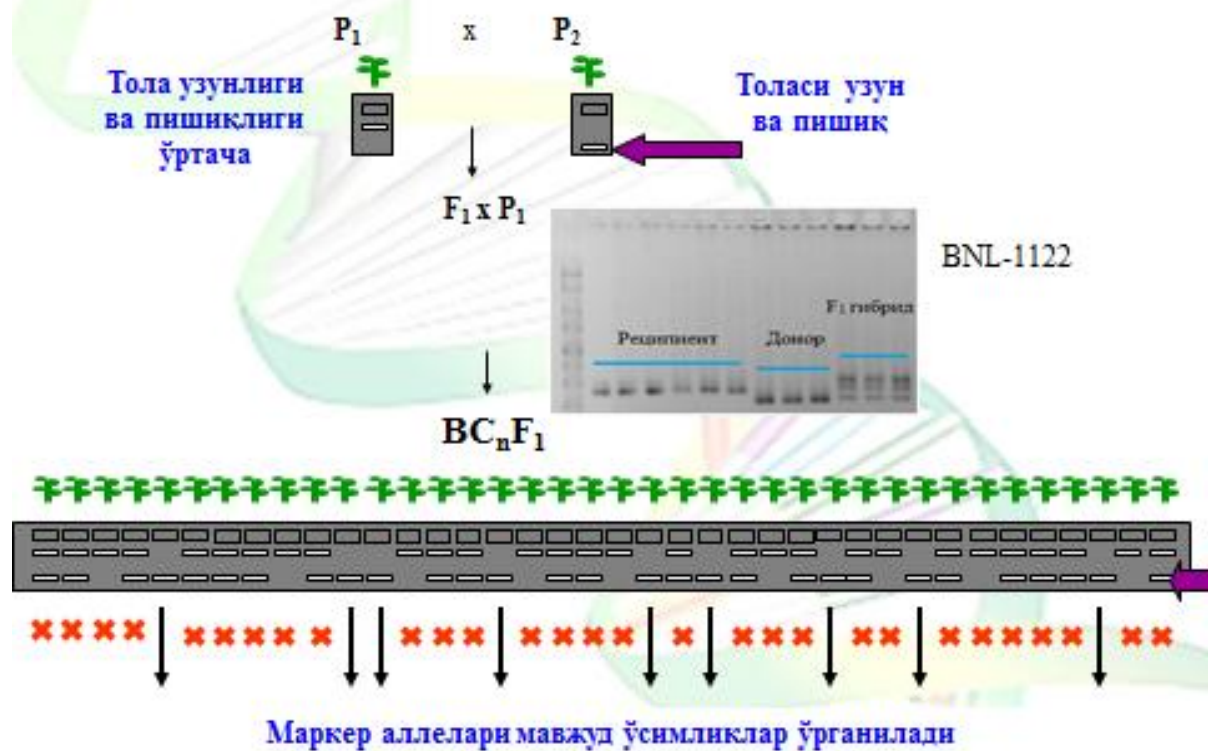 P₁ x P₂
Тола узунлиги
ва пишиқлиги
ўртача
Толаси узун
ва пишиқ
F₁ x P₁
BNL-1122
F₁ гибрид
Реципиент
Донор
BCₙF₁
Маркер аллелари мавжуд ўсимликлар ўрганилади